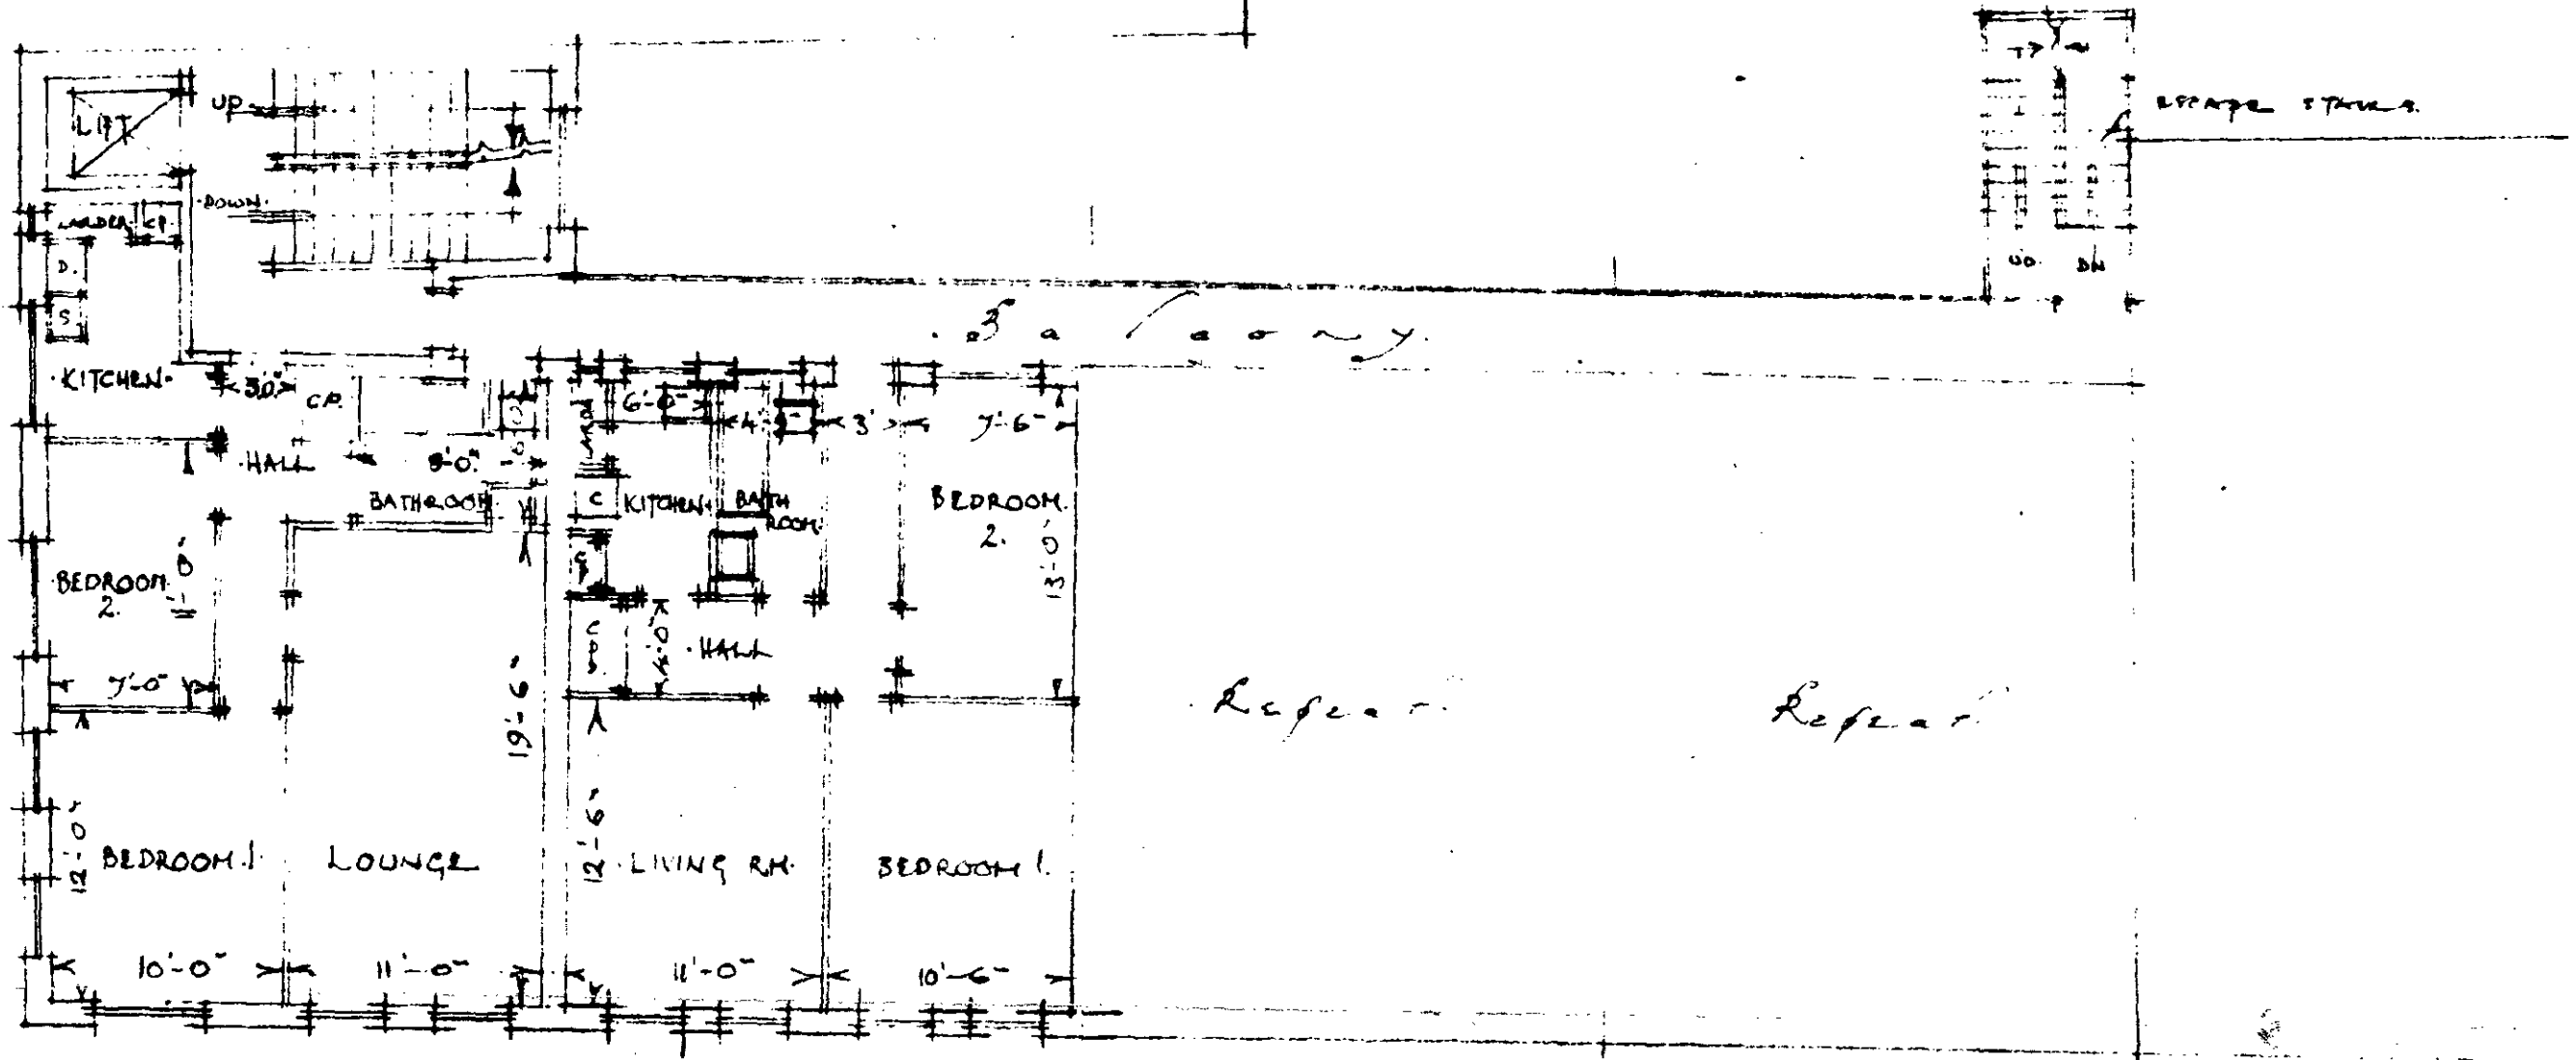 LIFT
UP
DOWN.
ESCAPE STAIRS.
LARDER
CP.
D.
S
UP.
DN
Balcony.
KITCHEN.
3'0"
CP.
HALL
BATHROOM
6'-0"
3'
7'-6"
C
KITCHEN.
BATH
ROOM.
BEDROOM.
2.
13'-0"
BEDROOM.
2.
7'-0"
19'-6"
4'-0"
HALL
Repeat.
Repeat.
12'-0"
BEDROOM.1.
LOUNGE
12'-6"
LIVING RM.
BEDROOM 1.
10'-0"
11'-0"
11'-0"
10'-6"